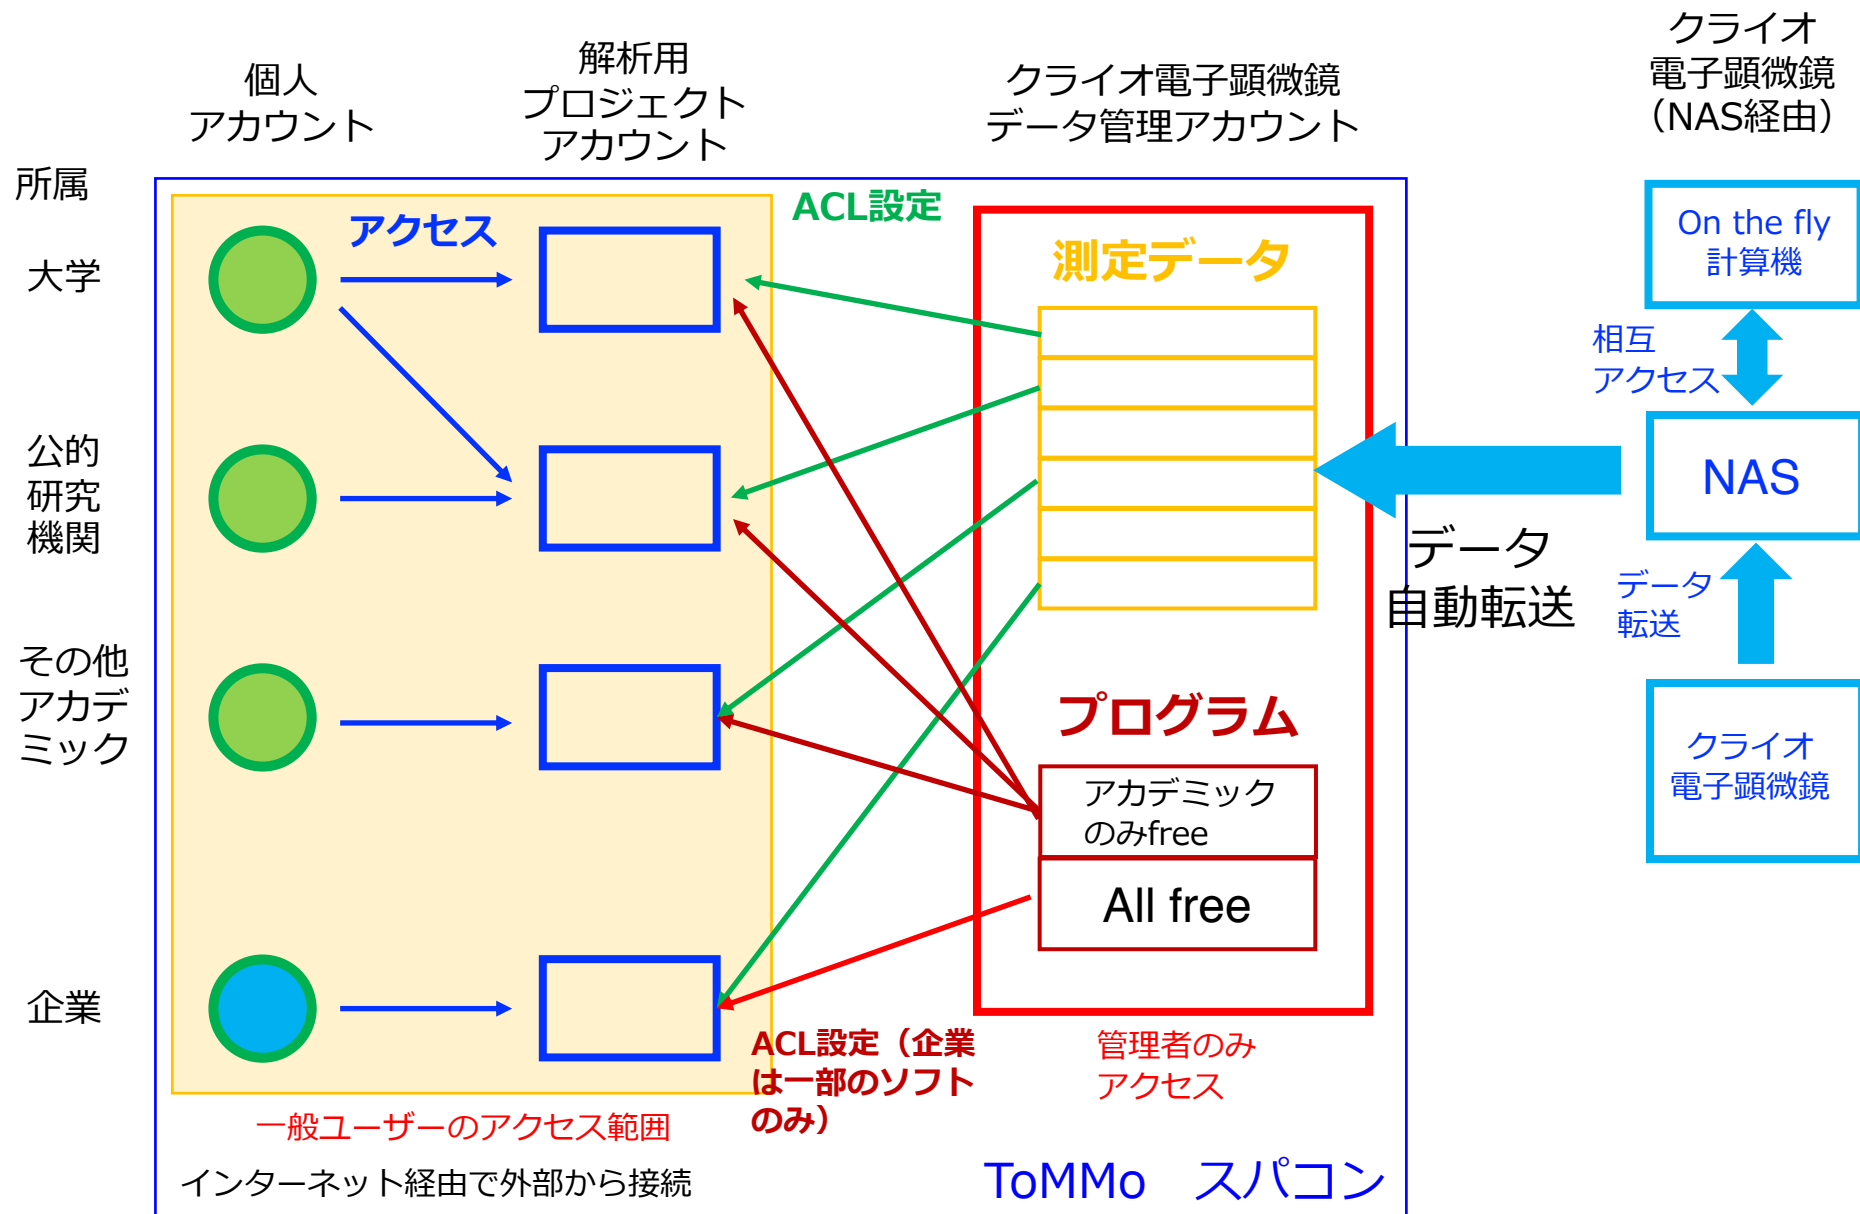 個人
アカウント
解析用
プロジェクト
アカウント
クライオ電子顕微鏡
データ管理アカウント
クライオ
電子顕微鏡
（NAS経由）
所属
大学
公的
研究
機関
その他
アカデ
ミック
企業
アクセス
ACL設定
測定データ
プログラム
アカデミック
のみfree
All free
ACL設定（企業
は一部のソフト
のみ）
管理者のみ
アクセス
一般ユーザーのアクセス範囲
インターネット経由で外部から接続
ToMMo　スパコン
データ
自動転送
On the fly
計算機
相互
アクセス
NAS
データ
転送
クライオ
電子顕微鏡